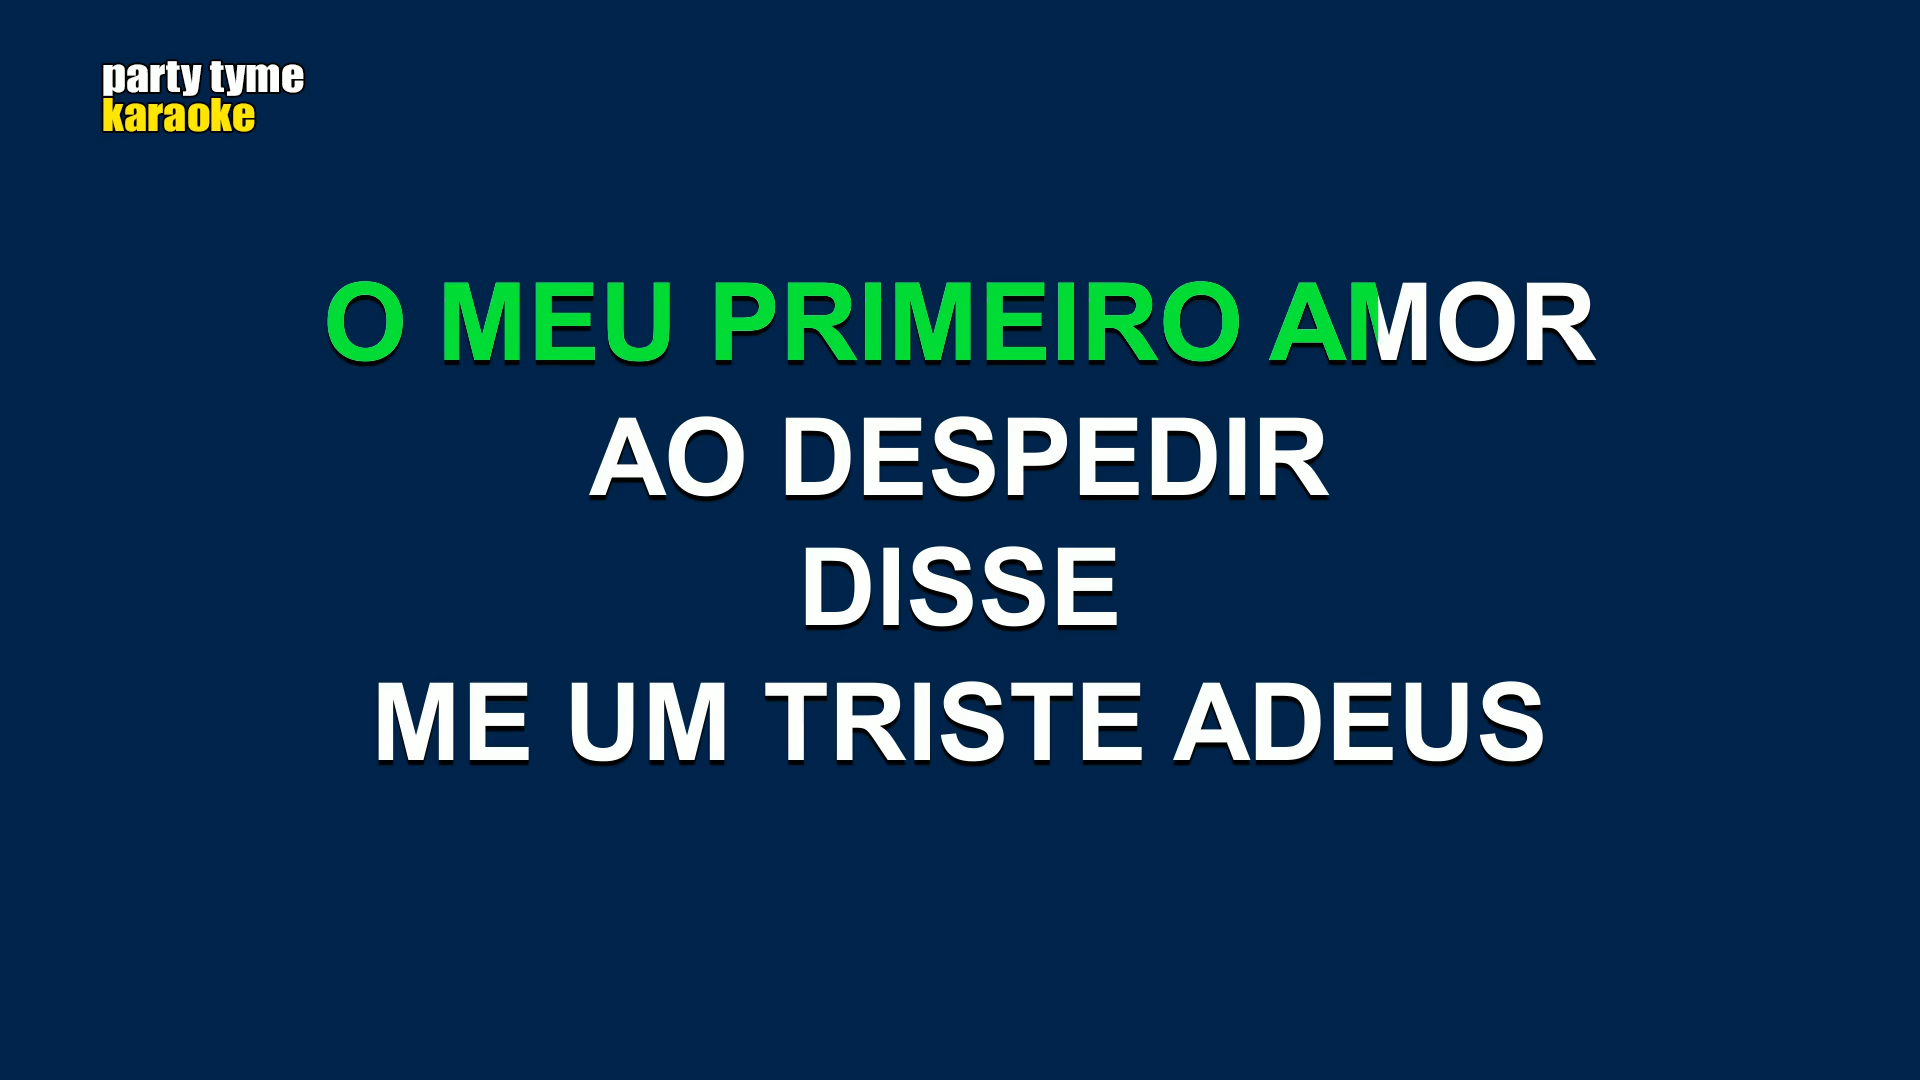 party tyme
karaoke
O MEU PRIMEIRO AMOR
AO DESPEDIR
DISSE
ME UM TRISTE ADEUS